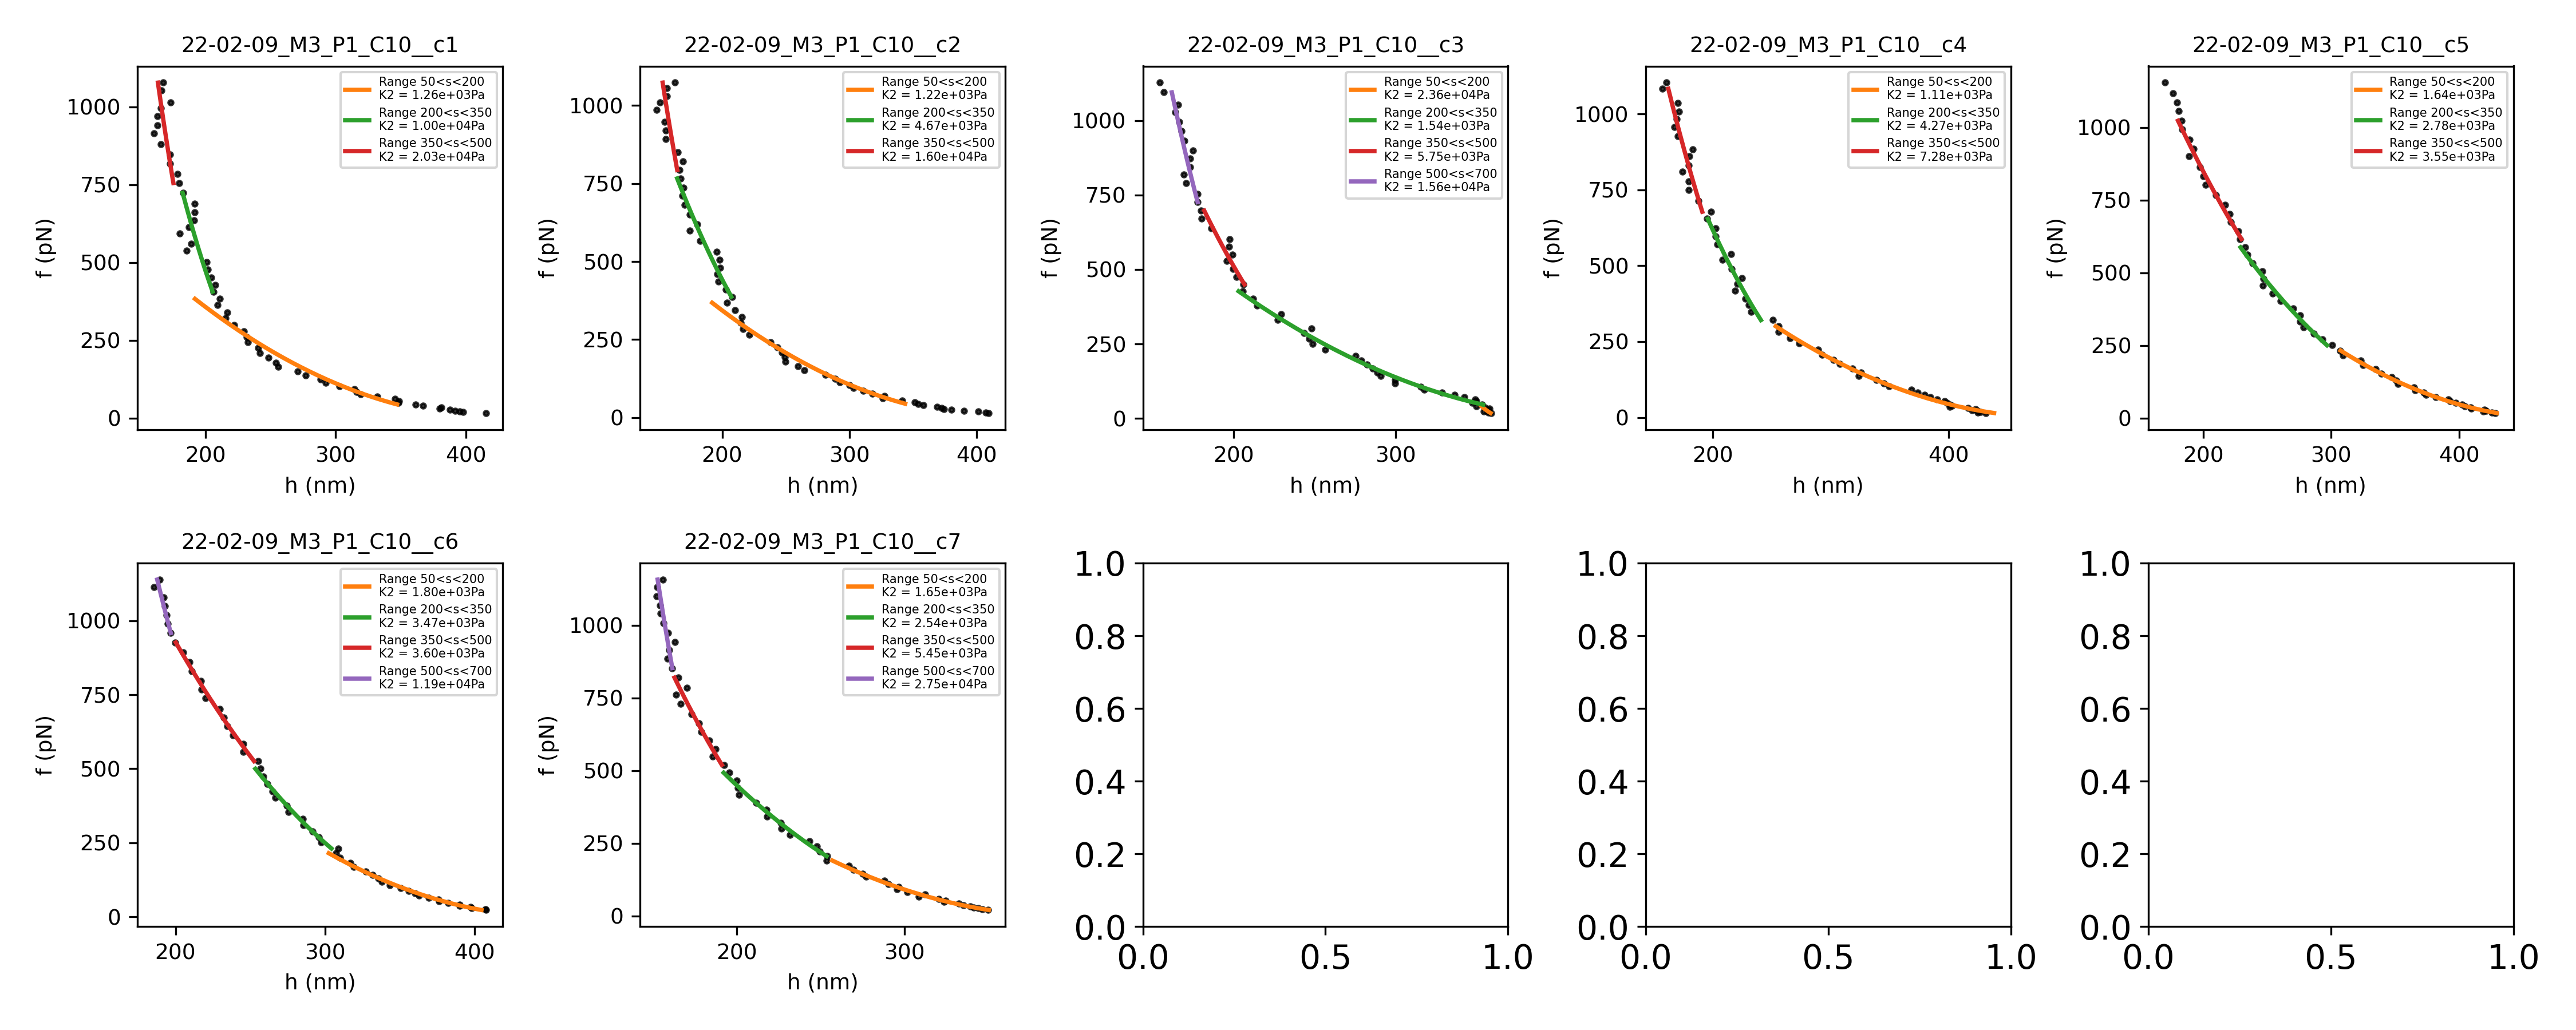 22-02-09_M3_P1_C10__c1
f (pN)
1000
750
500
250
0
Range 50<s<200
K2 = 1.26e+03Pa
Range 200<s<350
K2 = 1.00e+04Pa
Range 350<s<500
K2 = 2.03e+04Pa
200
300
400
h (nm)
22-02-09_M3_P1_C10__c2
f (pN)
1000
750
500
250
0
Range 50<s<200
K2 = 1.22e+03Pa
Range 200<s<350
K2 = 4.67e+03Pa
Range 350<s<500
K2 = 1.60e+04Pa
200
300
400
h (nm)
22-02-09_M3_P1_C10__c3
f (pN)
1000
750
500
250
0
Range 50<s<200
K2 = 2.36e+04Pa
Range 200<s<350
K2 = 1.54e+03Pa
Range 350<s<500
K2 = 5.75e+03Pa
Range 500<s<700
K2 = 1.56e+04Pa
200
300
h (nm)
22-02-09_M3_P1_C10__c4
f (pN)
1000
750
500
250
0
Range 50<s<200
K2 = 1.11e+03Pa
Range 200<s<350
K2 = 4.27e+03Pa
Range 350<s<500
K2 = 7.28e+03Pa
200
400
h (nm)
22-02-09_M3_P1_C10__c5
f (pN)
1000
750
500
250
0
Range 50<s<200
K2 = 1.64e+03Pa
Range 200<s<350
K2 = 2.78e+03Pa
Range 350<s<500
K2 = 3.55e+03Pa
200
300
400
h (nm)
22-02-09_M3_P1_C10__c6
f (pN)
1000
750
500
250
0
Range 50<s<200
K2 = 1.80e+03Pa
Range 200<s<350
K2 = 3.47e+03Pa
Range 350<s<500
K2 = 3.60e+03Pa
Range 500<s<700
K2 = 1.19e+04Pa
200
300
400
h (nm)
22-02-09_M3_P1_C10__c7
f (pN)
1000
750
500
250
0
Range 50<s<200
K2 = 1.65e+03Pa
Range 200<s<350
K2 = 2.54e+03Pa
Range 350<s<500
K2 = 5.45e+03Pa
Range 500<s<700
K2 = 2.75e+04Pa
200
300
h (nm)
1.0
0.8
0.6
0.4
0.2
0.0
0.0
0.5
1.0
1.0
0.8
0.6
0.4
0.2
0.0
0.0
0.5
1.0
1.0
0.8
0.6
0.4
0.2
0.0
0.0
0.5
1.0